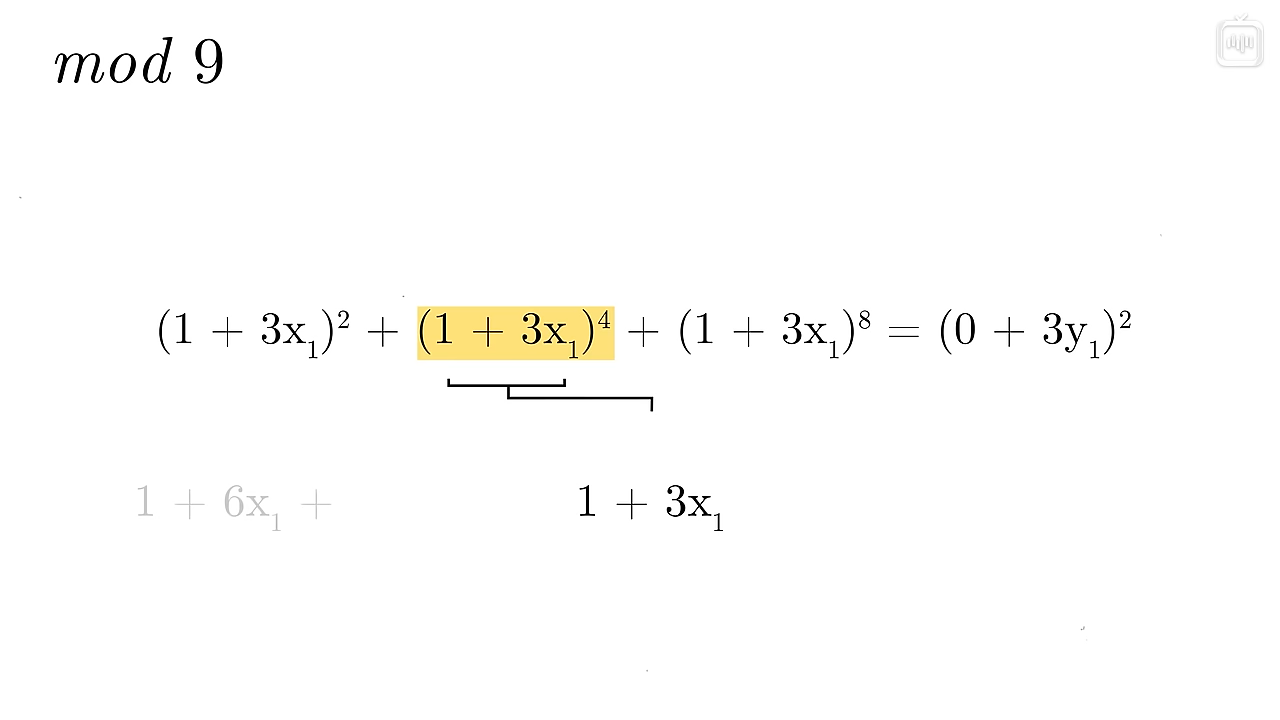 mod 9
(1 + 3x₁)² + (1 + 3x₁)⁴ + (1 + 3x₁)⁸ = (0 + 3y₁)²
1 + 6x₁ + 1 + 3x₁